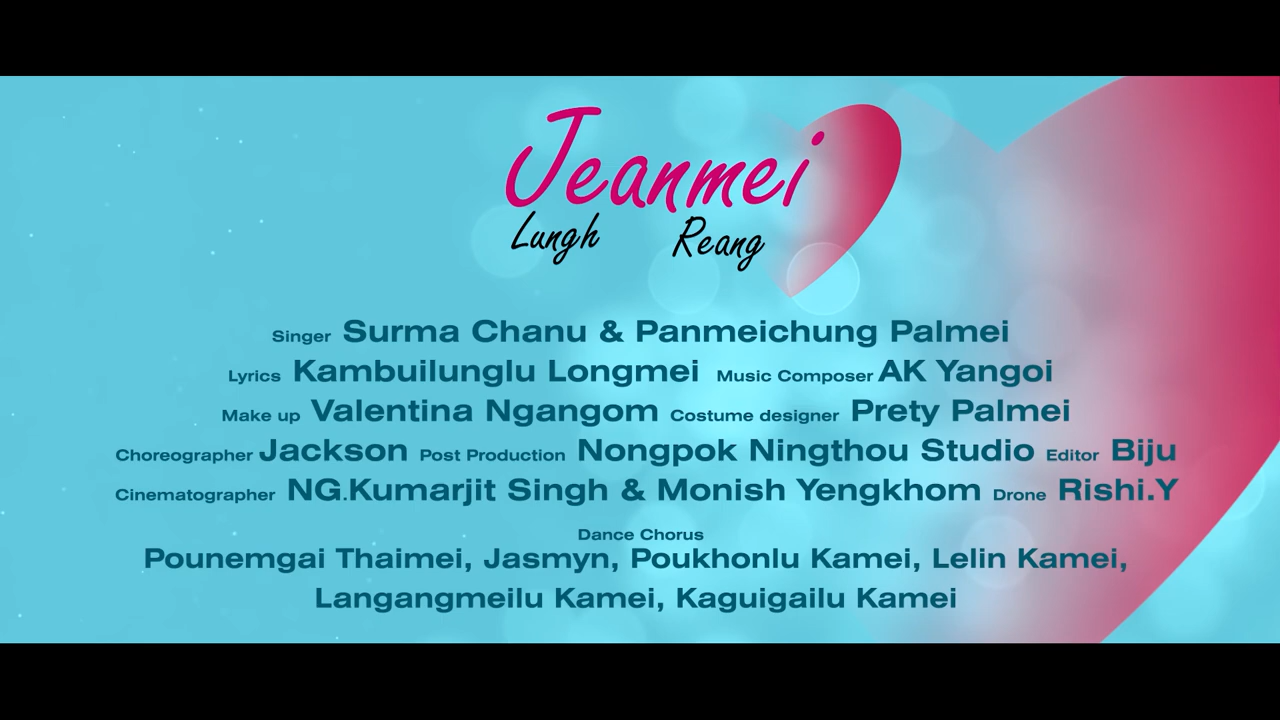 Jeanmei
Lungh Reang
Singer Surma Chanu & Panmeichung Palmei
Lyrics Kambuilunglu Longmei Music Composer AK Yangoi
Make up Valentina Ngangom Costume designer Prety Palmei
Choreographer Jackson Post Production Nongpok Ningthou Studio Editor Biju
Cinematographer NG.Kumarjit Singh & Monish Yengkhom Drone Rishi.Y
Dance Chorus
Pounemgai Thaimei, Jasmyn, Poukhonlu Kamei, Lelin Kamei,
Langangmeilu Kamei, Kaguigailu Kamei